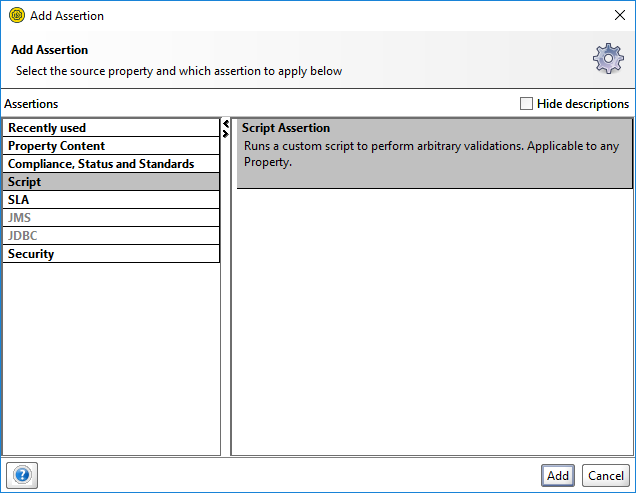 Add Assertion
Add Assertion
Select the source property and which assertion to apply below
Assertions
Hide descriptions
Recently used
Property Content
Compliance, Status and Standards
Script
SLA
JMS
JDBC
Security
Script Assertion
Runs a custom script to perform arbitrary validations. Applicable to any
Property.
?
Add
Cancel